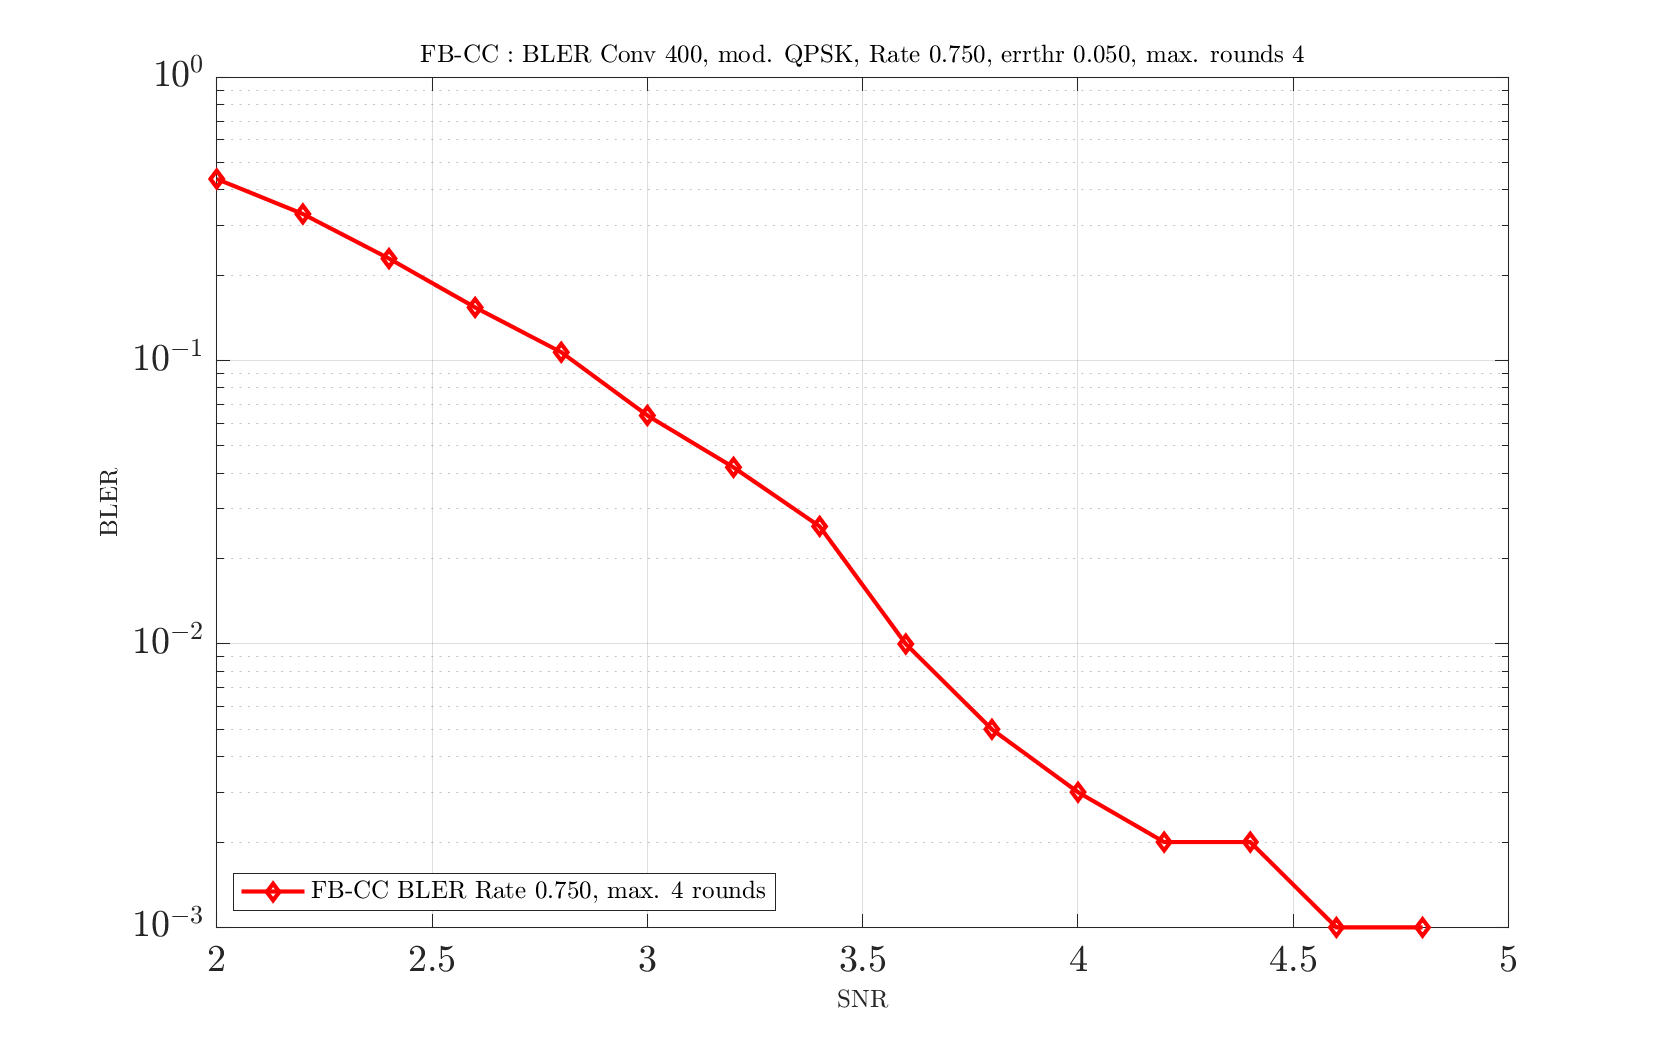 FB-CC : BLER Conv 400, mod. QPSK, Rate 0.750, errthr 0.050, max. rounds 4
10⁰
10⁻¹
10⁻²
10⁻³
BLER
FB-CC BLER Rate 0.750, max. 4 rounds
2 2.5 3 3.5 4 4.5 5
SNR